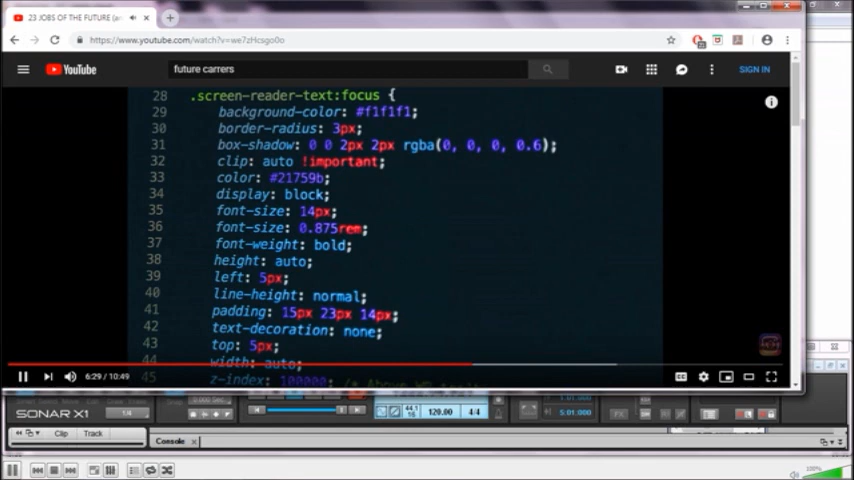 23 JOBS OF THE FUTURE (an
https://www.youtube.com/watch?v=we7zHcsgo0o
YouTube
future carrers
SIGN IN
28 .screen-reader-text:focus {
29 background-color: #f1f1f1;
30 border-radius: 3px;
31 box-shadow: 0 0 2px 2px rgba(0, 0, 0, 0.6);
32 clip: auto !important;
33 color: #21759b;
34 display: block;
35 font-size: 14px;
36 font-size: 0.875rem;
37 font-weight: bold;
38 height: auto;
39 left: 5px;
40 line-height: normal;
41 padding: 15px 23px 14px;
42 text-decoration: none;
43 top: 5px;
44 width: auto;
45 z-index: 100000; /* Above WP
6:29 / 10:49
SONAR X1
1/4
44.1
16
120.00
4/4
5:01.000
FX
Clip Track
Console x